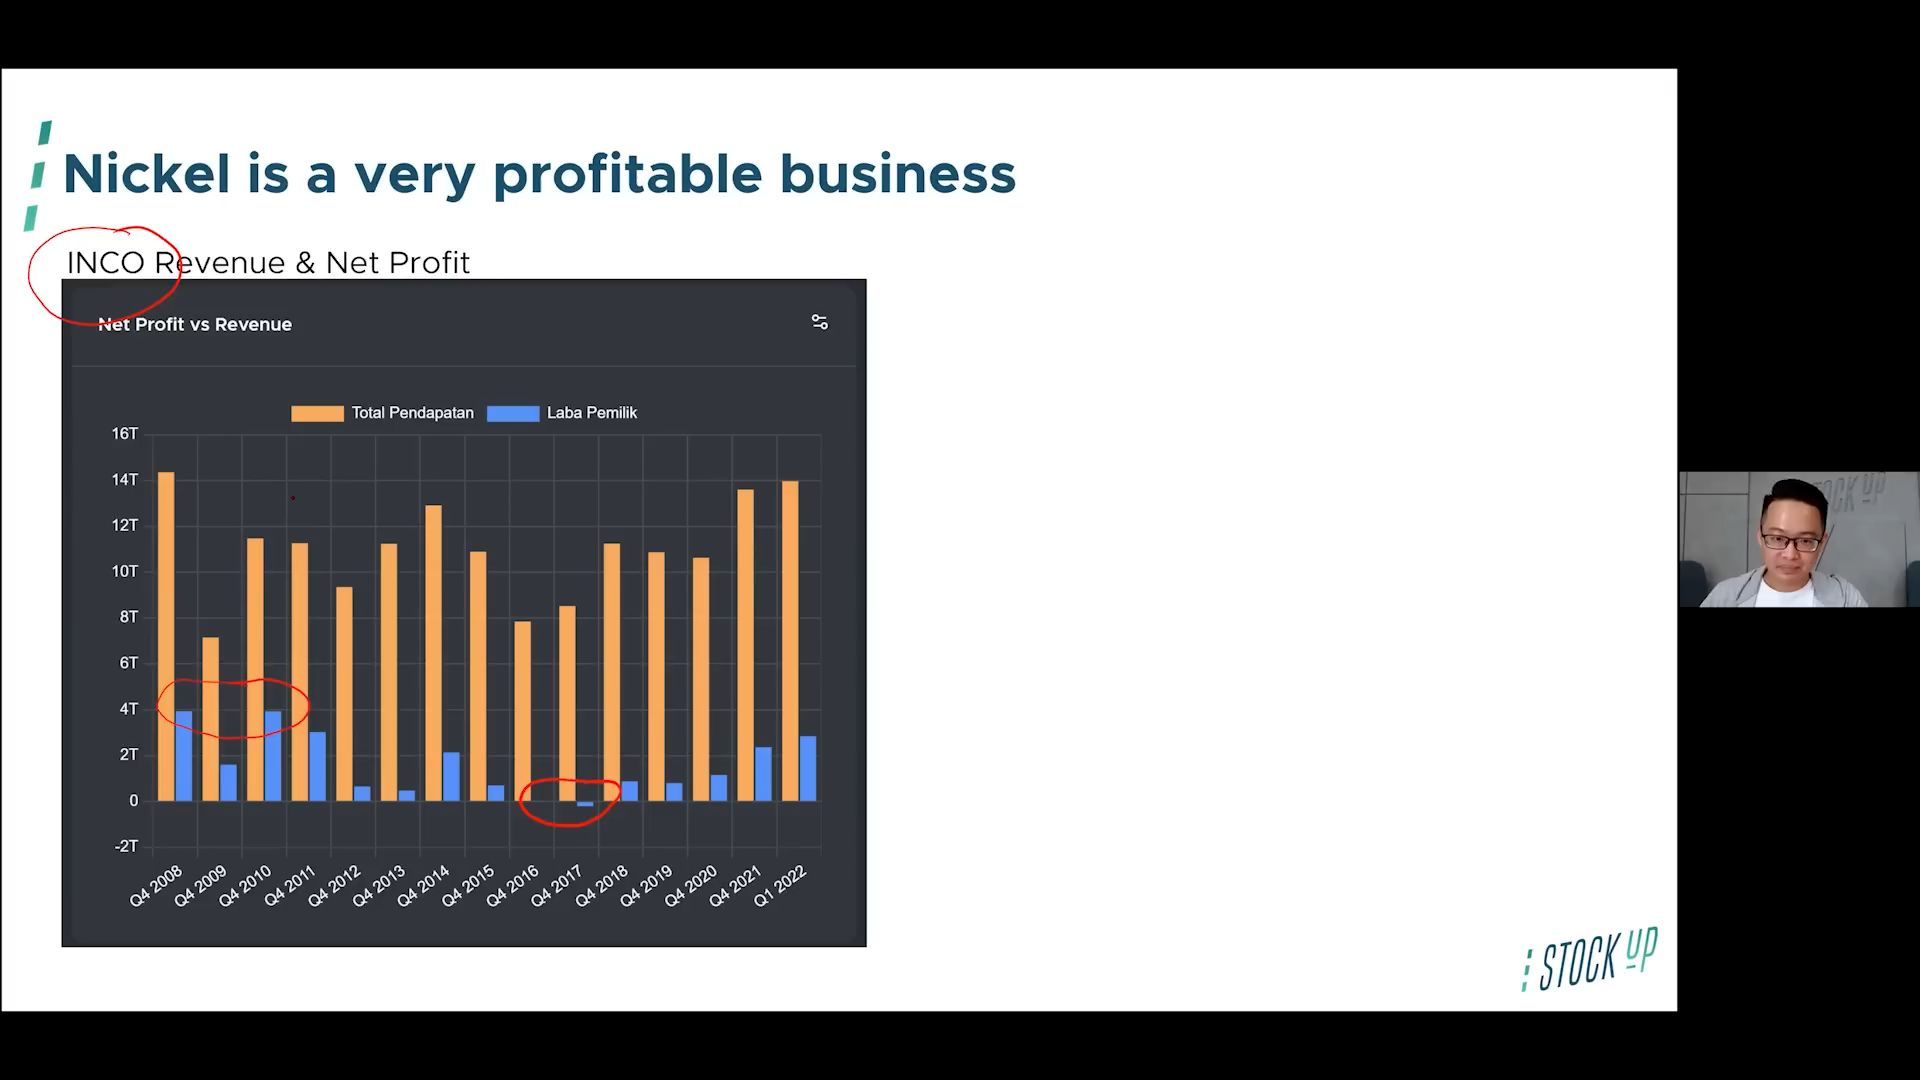 Nickel is a very profitable business
INCO Revenue & Net Profit
Net Profit vs Revenue
Total Pendapatan
Laba Pemilik
16T
14T
12T
10T
8T
6T
4T
2T
0
-2T
Q4 2008
Q4 2009
Q4 2010
Q4 2011
Q4 2012
Q4 2013
Q4 2014
Q4 2015
Q4 2016
Q4 2017
Q4 2018
Q4 2019
Q4 2020
Q4 2021
Q1 2022
STOCK UP
STOCK UP